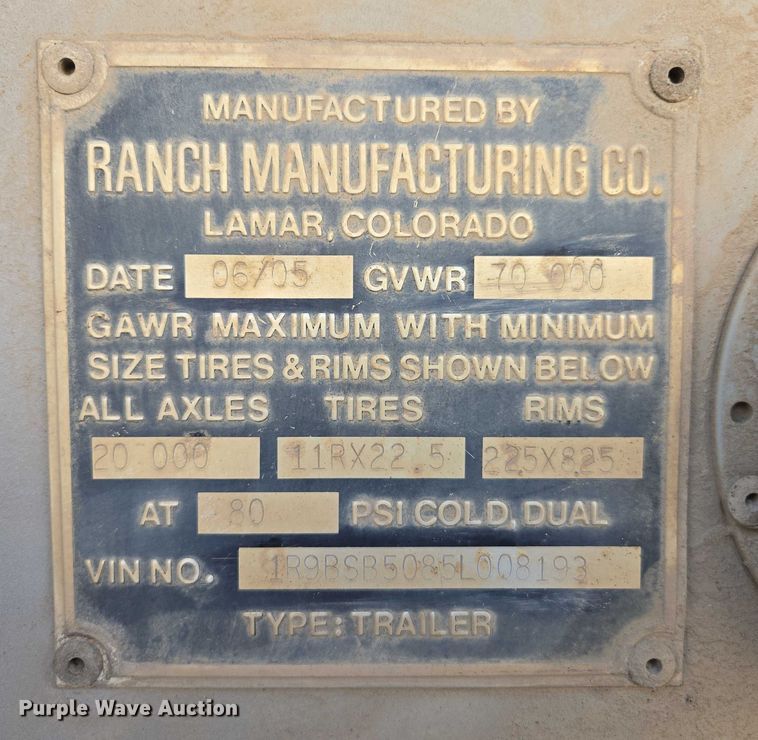 MANUFACTURED BY
RANCH MANUFACTURING CO.
LAMAR, COLORADO
DATE 06/05 GVWR 70 000
GAWR MAXIMUM WITH MINIMUM
SIZE TIRES & RIMS SHOWN BELOW
ALL AXLES TIRES RIMS
20 000 11RX22 5 225X825
AT 80 PSI COLD, DUAL
VIN NO. 1R9BSB5085L008193
TYPE: TRAILER
Purple Wave Auction